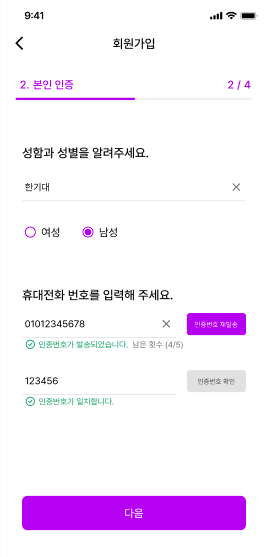 9:41
회원가입
2. 본인 인증
2 / 4
성함과 성별을 알려주세요.
한기대
여성
남성
휴대전화 번호를 입력해 주세요.
01012345678
인증번호 재발송
인증번호가 발송되었습니다. 남은 횟수 (4/5)
123456
인증번호 확인
인증번호가 일치합니다.
다음